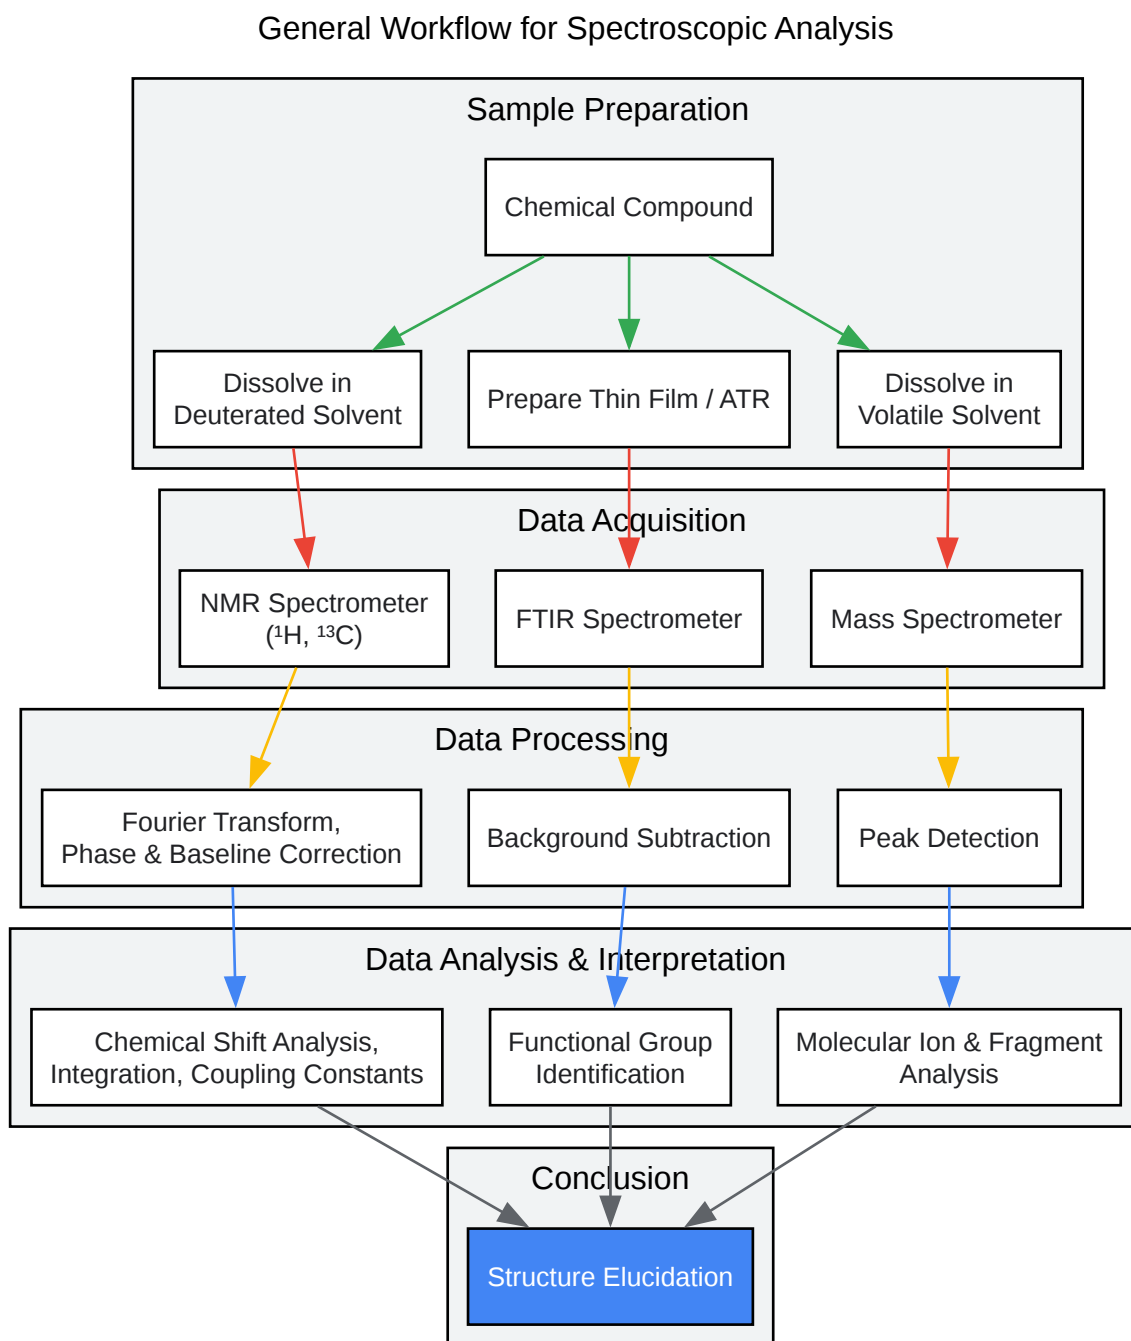 General Workflow for Spectroscopic Analysis
Sample Preparation
Chemical Compound
Dissolve in
Deuterated Solvent
Prepare Thin Film / ATR
Dissolve in
Volatile Solvent
Data Acquisition
NMR Spectrometer
(¹H, ¹³C)
FTIR Spectrometer
Mass Spectrometer
Data Processing
Fourier Transform,
Phase & Baseline Correction
Background Subtraction
Peak Detection
Data Analysis & Interpretation
Chemical Shift Analysis,
Integration, Coupling Constants
Functional Group
Identification
Molecular Ion & Fragment
Analysis
Conclusion
Structure Elucidation